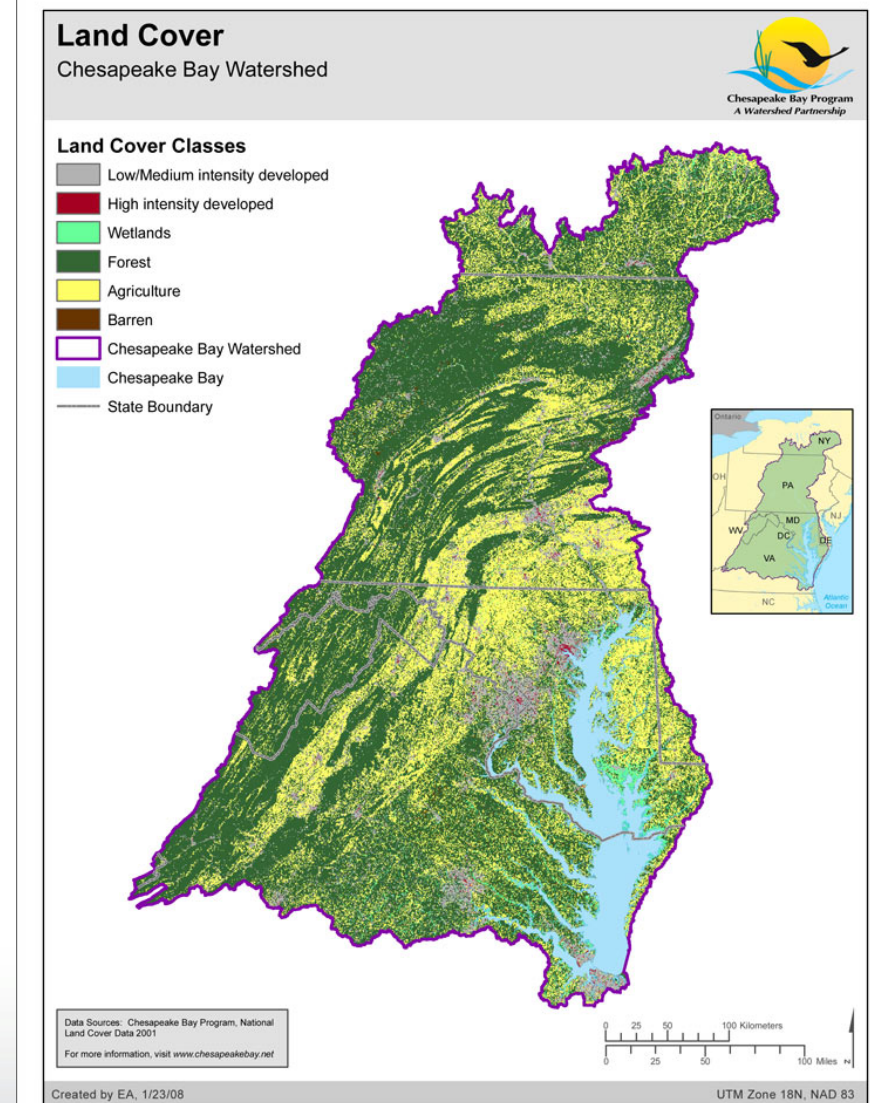 Land Cover
Chesapeake Bay Watershed
Chesapeake Bay Program
A Watershed Partnership
Land Cover Classes
Low/Medium intensity developed
High intensity developed
Wetlands
Forest
Agriculture
Barren
Chesapeake Bay Watershed
Chesapeake Bay
State Boundary
Ontario
NY
OH
PA
NJ
MD
WV
DC
DE
VA
NC
Atlantic
Ocean
Data Sources: Chesapeake Bay Program, National
Land Cover Data 2001
For more information, visit www.chesapeakebay.net
0 25 50 100 Kilometers
0 25 50 100 Miles
N
Created by EA, 1/23/08
UTM Zone 18N, NAD 83